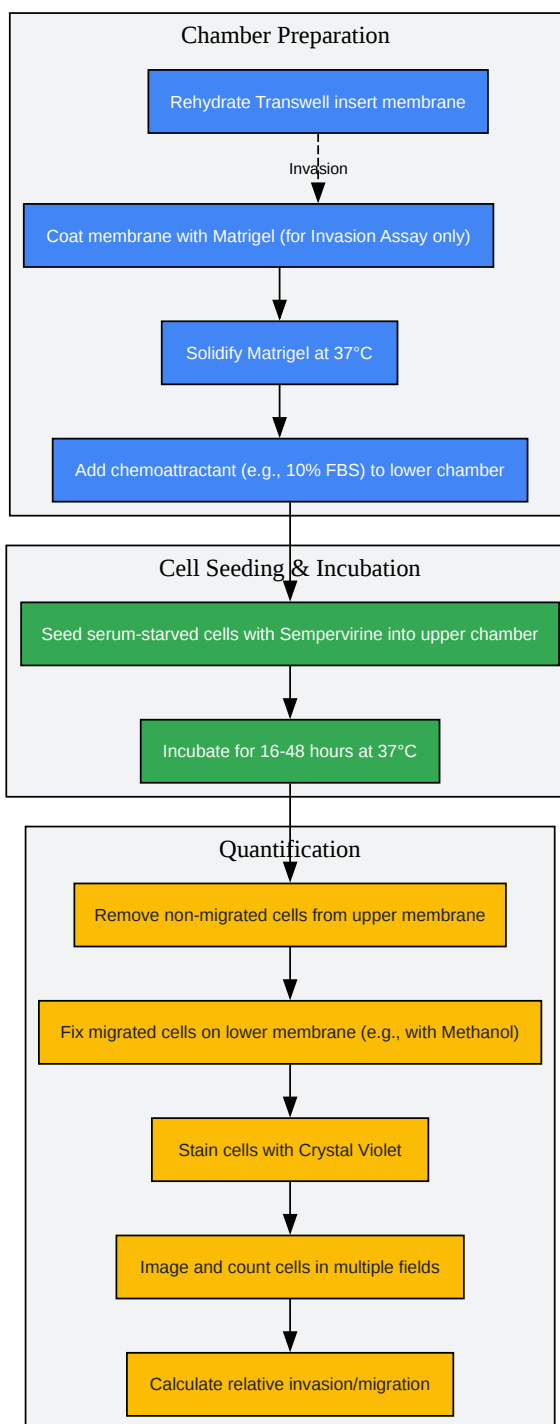 Chamber Preparation
Rehydrate Transwell insert membrane
Invasion
Coat membrane with Matrigel (for Invasion Assay only)
Solidify Matrigel at 37°C
Add chemoattractant (e.g., 10% FBS) to lower chamber
Cell Seeding & Incubation
Seed serum-starved cells with Sempervirine into upper chamber
Incubate for 16-48 hours at 37°C
Quantification
Remove non-migrated cells from upper membrane
Fix migrated cells on lower membrane (e.g., with Methanol)
Stain cells with Crystal Violet
Image and count cells in multiple fields
Calculate relative invasion/migration